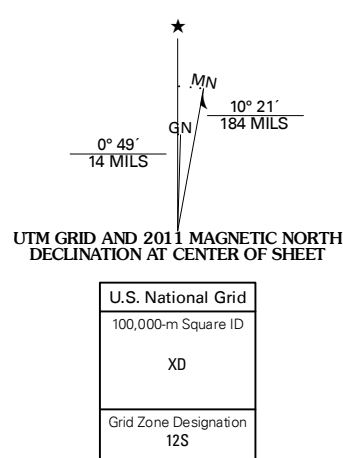 ★
MN
10° 21´
184 MILS
GN
0° 49´
14 MILS
UTM GRID AND 2011 MAGNETIC NORTH
DECLINATION AT CENTER OF SHEET
U.S. National Grid
100,000-m Square ID
XD
Grid Zone Designation
12S